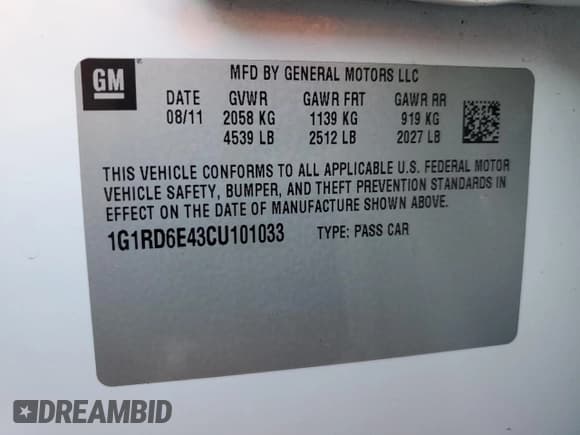 GM
MFD BY GENERAL MOTORS LLC
DATE GVWR GAWR FRT GAWR RR
08/11 2058 KG 1139 KG 919 KG
4539 LB 2512 LB 2027 LB
THIS VEHICLE CONFORMS TO ALL APPLICABLE U.S. FEDERAL MOTOR
VEHICLE SAFETY, BUMPER, AND THEFT PREVENTION STANDARDS IN
EFFECT ON THE DATE OF MANUFACTURE SHOWN ABOVE.
1G1RD6E43CU101033 TYPE: PASS CAR
DREAMBID